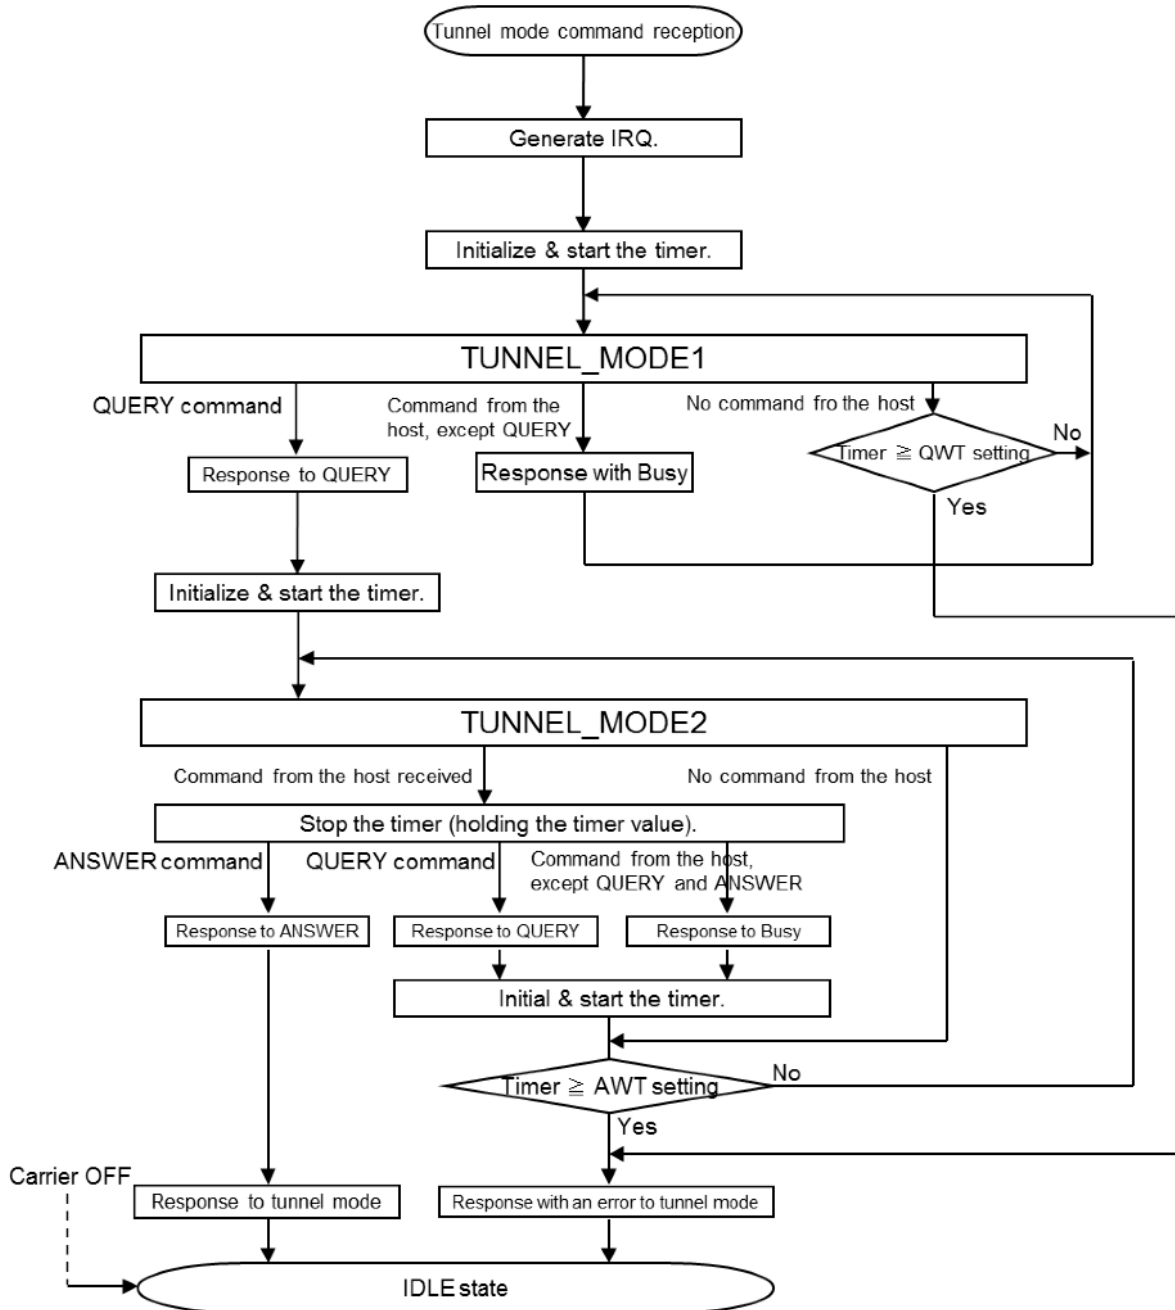 Tunnel mode command reception
Generate IRQ.
Initialize & start the timer.
TUNNEL_MODE1
QUERY command
Command from the
host, except QUERY
No command fro the host
Timer ≧ QWT setting
No
Yes
Response to QUERY
Response with Busy
Initialize & start the timer.
TUNNEL_MODE2
Command from the host received
No command from the host
Stop the timer (holding the timer value).
ANSWER command
QUERY command
Command from the host,
except QUERY and ANSWER
Response to ANSWER
Response to QUERY
Response to Busy
Initial & start the timer.
Timer ≧ AWT setting
No
Yes
Carrier OFF
Response to tunnel mode
Response with an error to tunnel mode
IDLE state